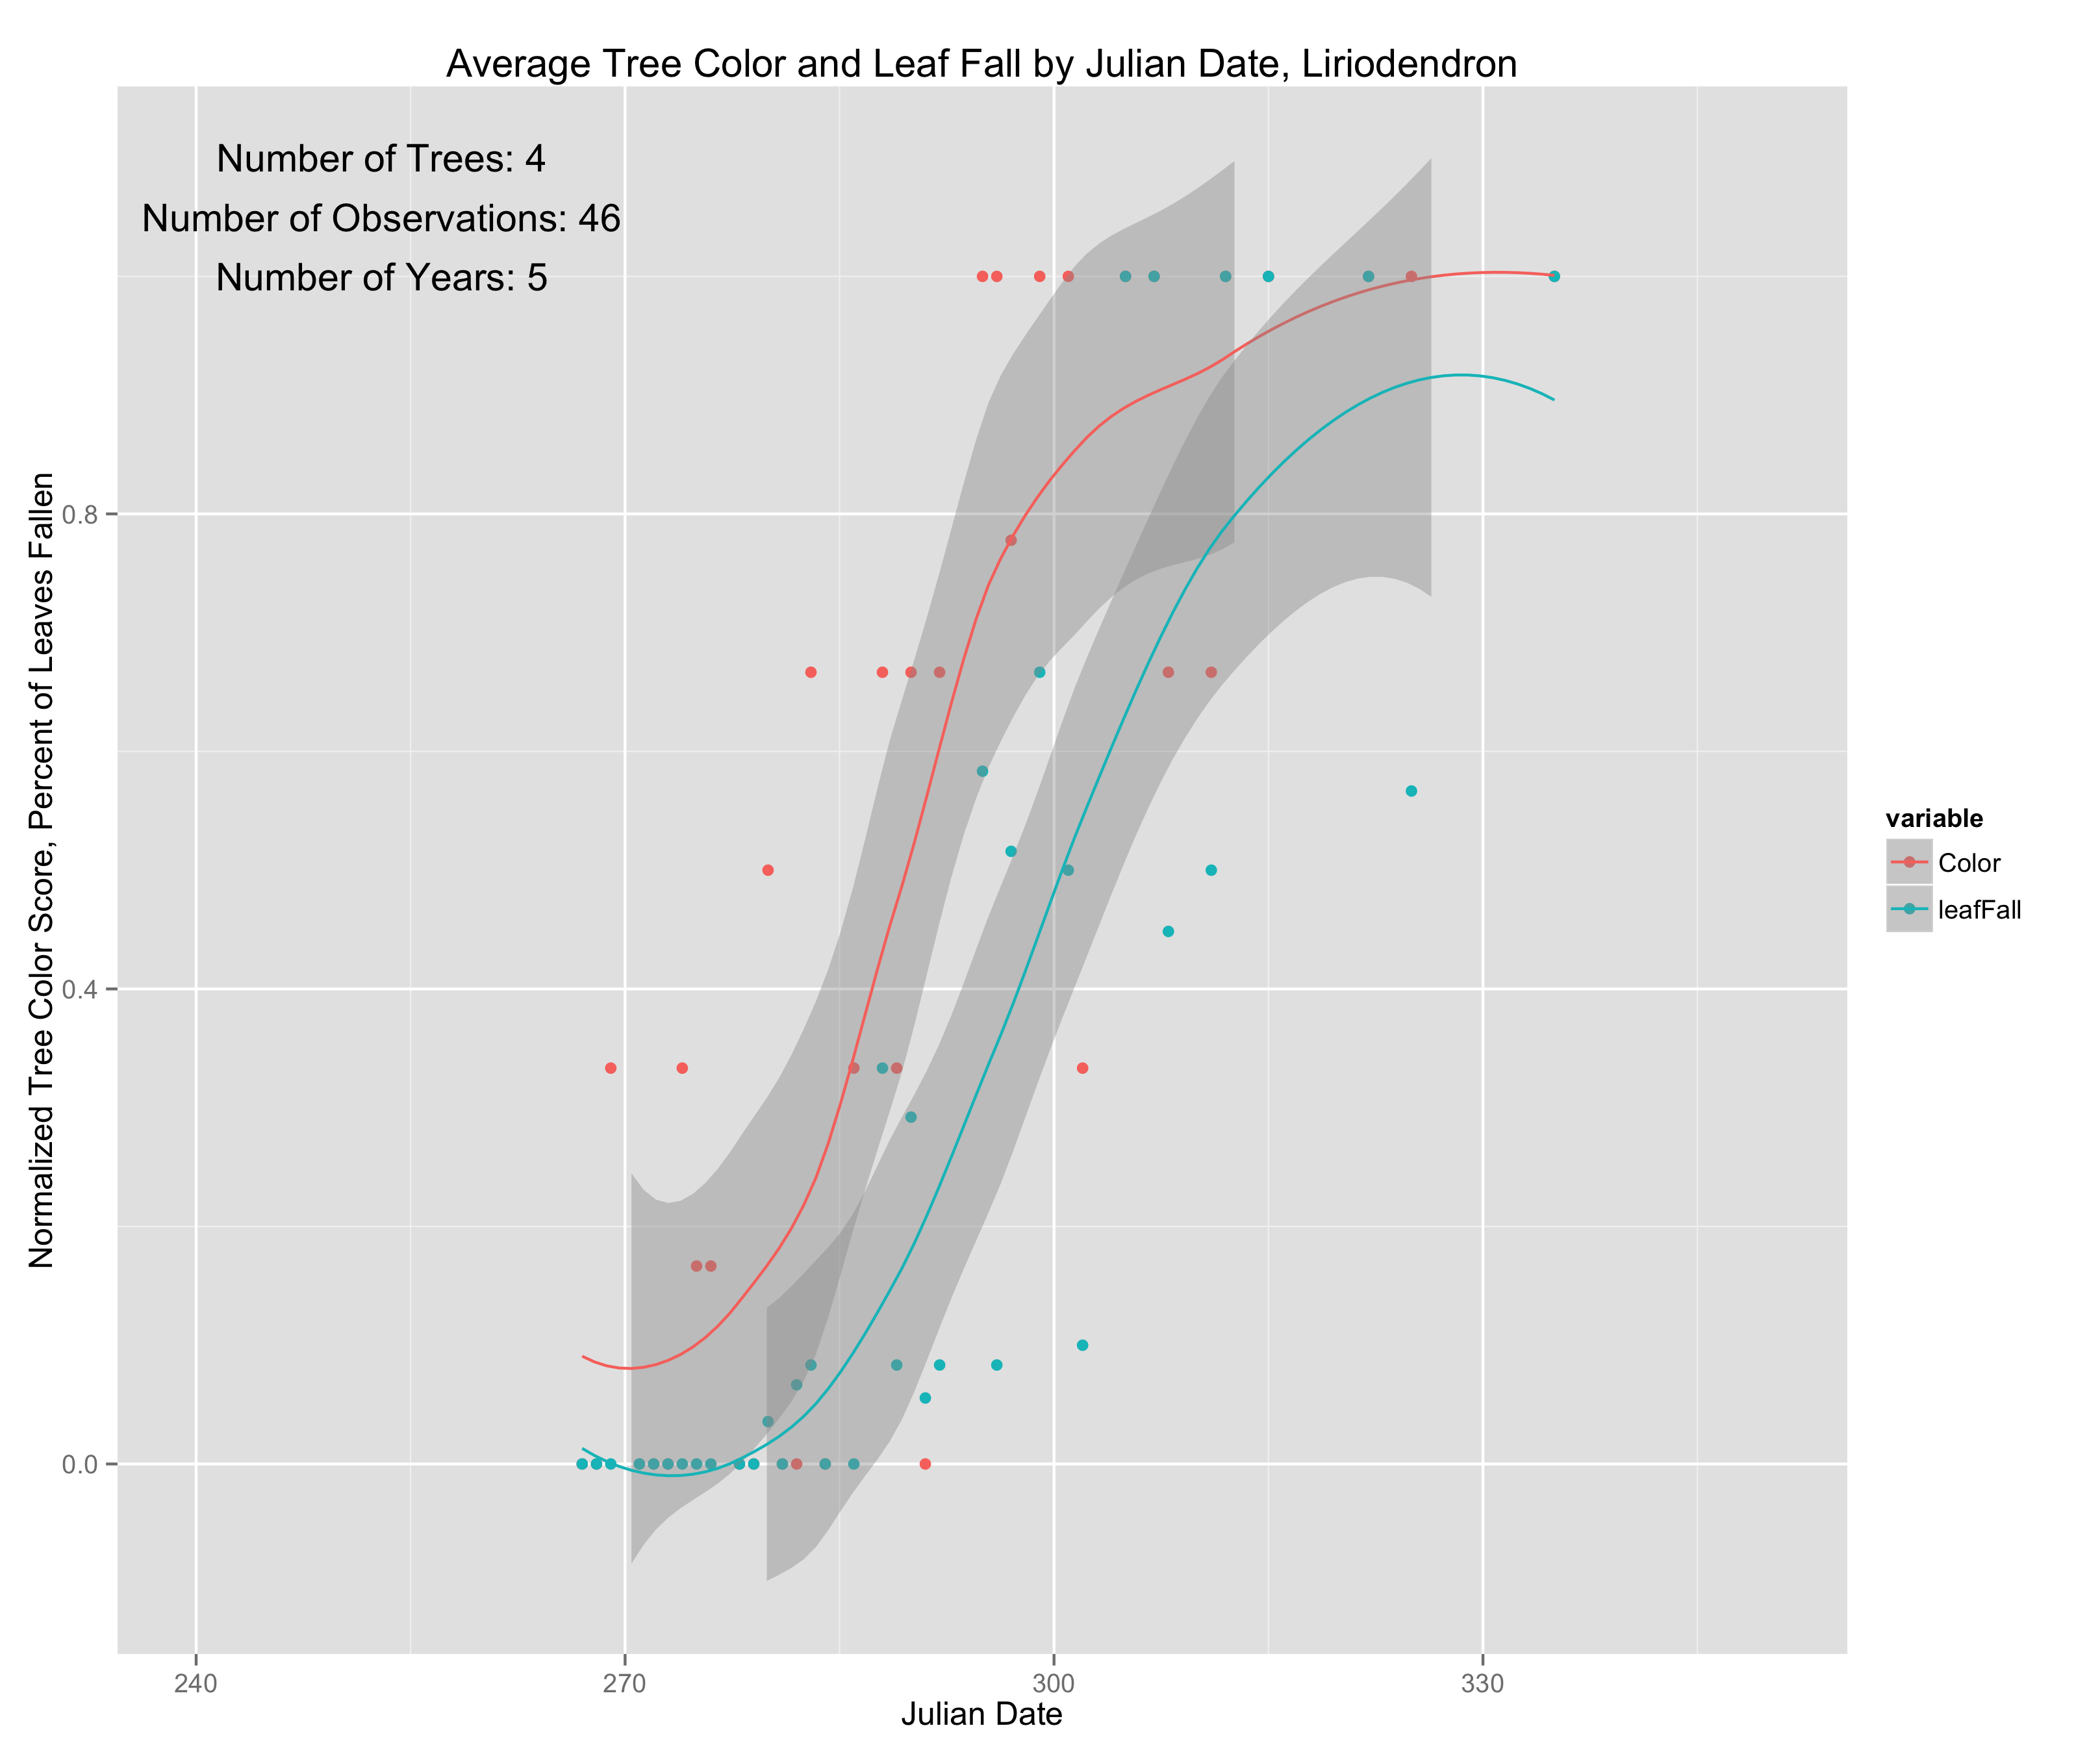 Average Tree Color and Leaf Fall by Julian Date, Liriodendron
Number of Trees: 4
Number of Observations: 46
Number of Years: 5
Normalized Tree Color Score, Percent of Leaves Fallen
0.8
0.4
0.0
240
270
300
330
Julian Date
variable
Color
leafFall